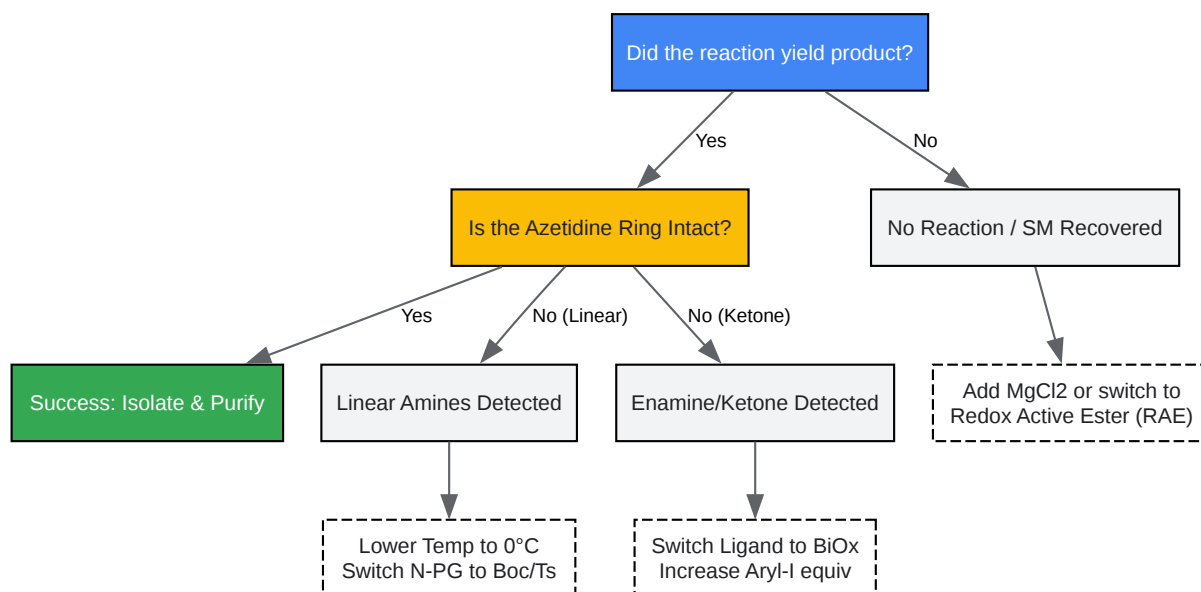 Did the reaction yield product?
Yes
No
Is the Azetidine Ring Intact?
No Reaction / SM Recovered
Yes
No (Linear)
No (Ketone)
Success: Isolate & Purify
Linear Amines Detected
Enamine/Ketone Detected
Add MgCl2 or switch to
Redox Active Ester (RAE)
Lower Temp to 0°C
Switch N-PG to Boc/Ts
Switch Ligand to BiOx
Increase Aryl-I equiv